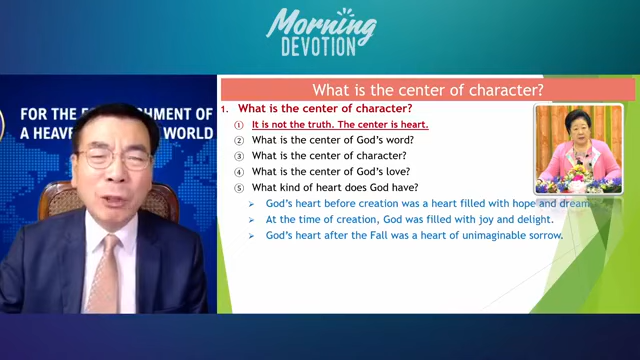 Morning
DEVOTION
What is the center of character?
FOR THE
CHMENT OF
A HEAVE
WORLD
1. What is the center of character?
① It is not the truth. The center is heart.
② What is the center of God's word?
③ What is the center of character?
④ What is the center of God's love?
⑤ What kind of heart does God have?
➢ God's heart before creation was a heart filled with hope and dream
➢ At the time of creation, God was filled with joy and delight.
➢ God's heart after the Fall was a heart of unimaginable sorrow.